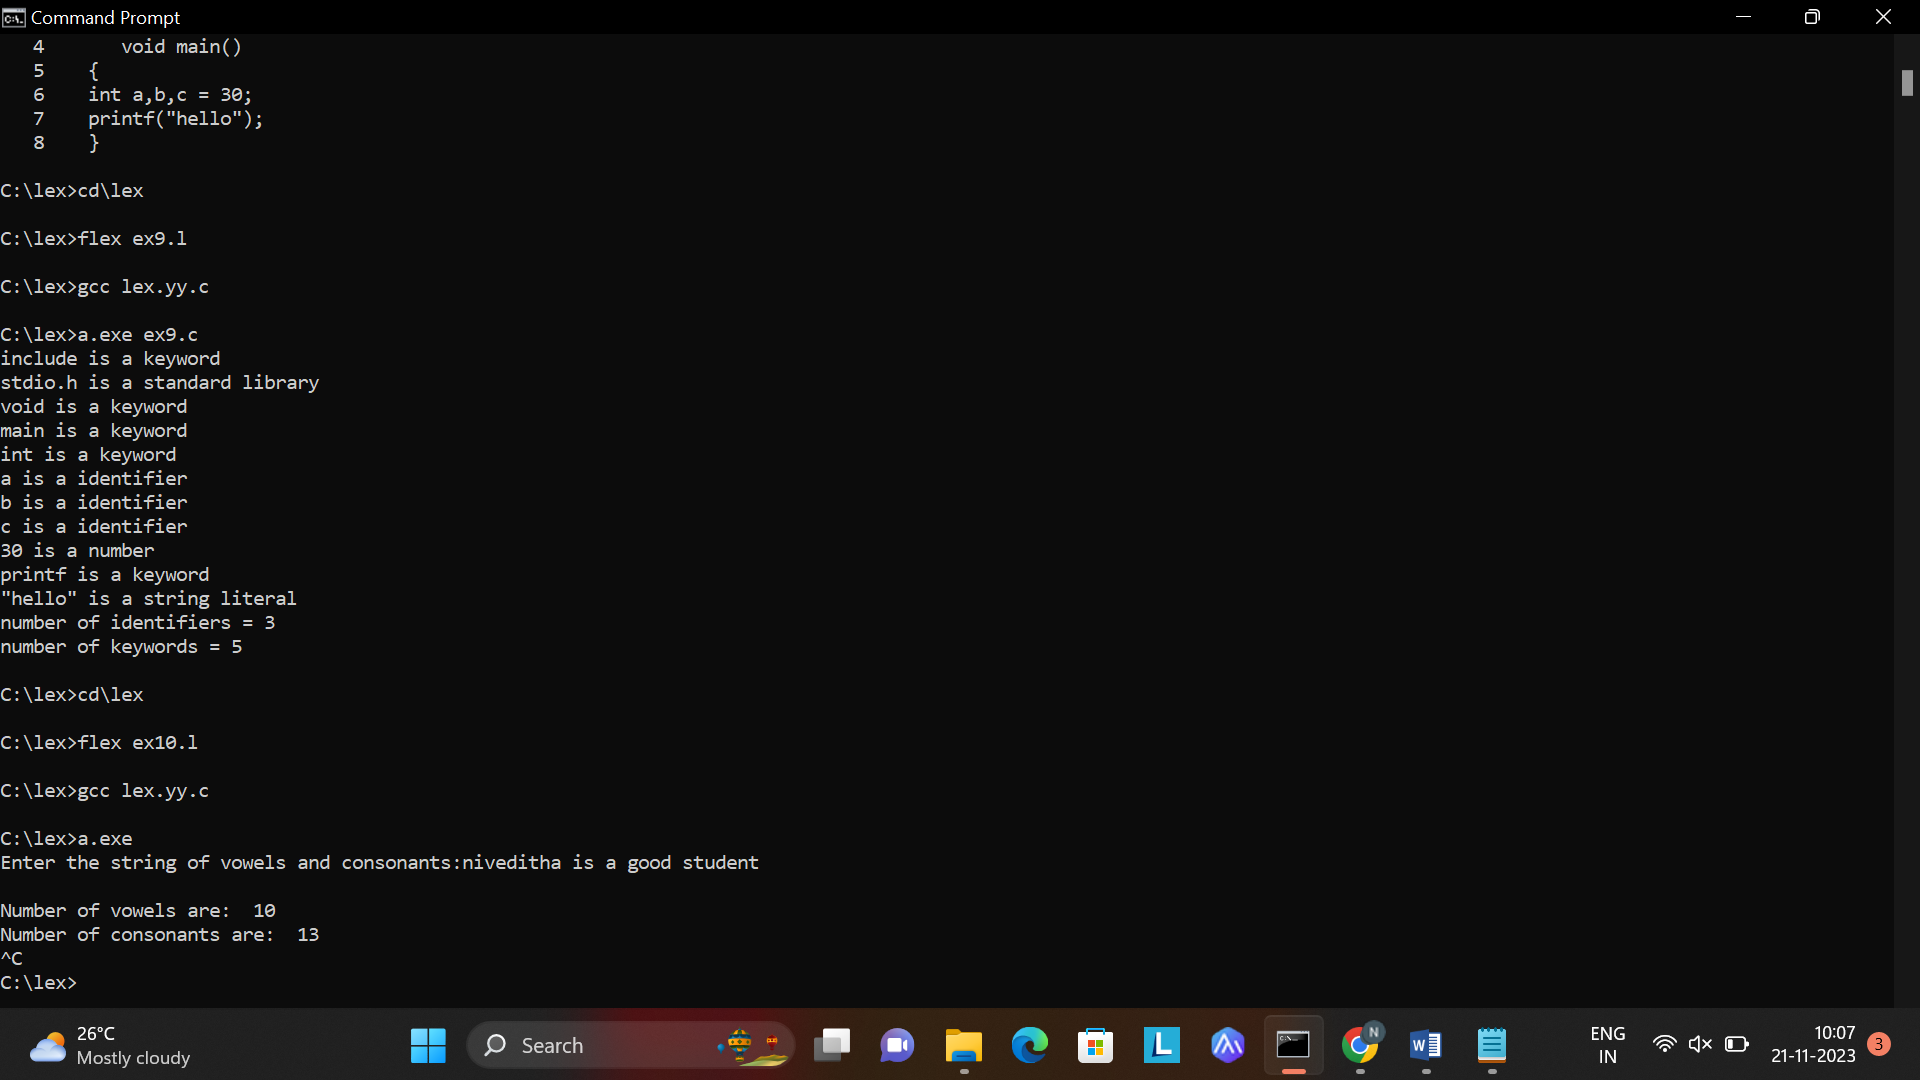 Command Prompt
4 void main()
5 {
6 int a,b,c = 30;
7 printf("hello");
8 }
C:\lex>cd\lex
C:\lex>flex ex9.l
C:\lex>gcc lex.yy.c
C:\lex>a.exe ex9.c
include is a keyword
stdio.h is a standard library
void is a keyword
main is a keyword
int is a keyword
a is a identifier
b is a identifier
c is a identifier
30 is a number
printf is a keyword
"hello" is a string literal
number of identifiers = 3
number of keywords = 5
C:\lex>cd\lex
C:\lex>flex ex10.l
C:\lex>gcc lex.yy.c
C:\lex>a.exe
Enter the string of vowels and consonants:niveditha is a good student
Number of vowels are:  10
Number of consonants are:  13
^C
C:\lex>
26°C
Mostly cloudy
Search
L
N
W
ENG
IN
10:07
21-11-2023
3